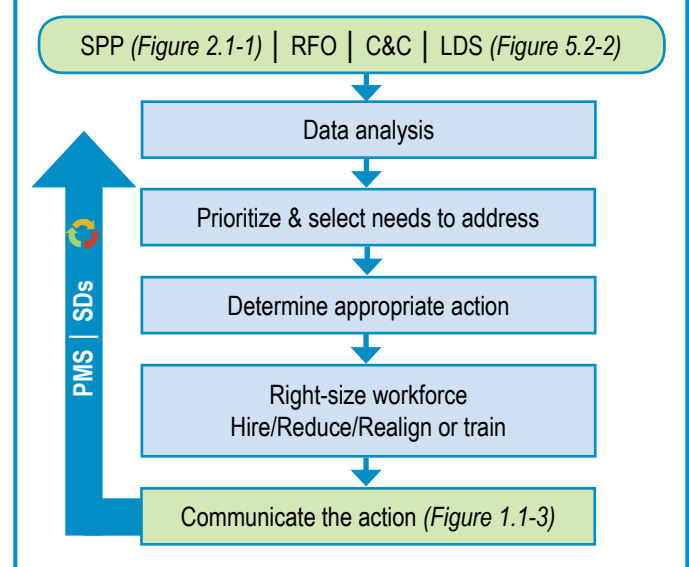 SPP (Figure 2.1-1) | RFO | C&C | LDS (Figure 5.2-2)
Data analysis
Prioritize & select needs to address
Determine appropriate action
Right-size workforce
Hire/Reduce/Realign or train
Communicate the action (Figure 1.1-3)
PMS | SDs